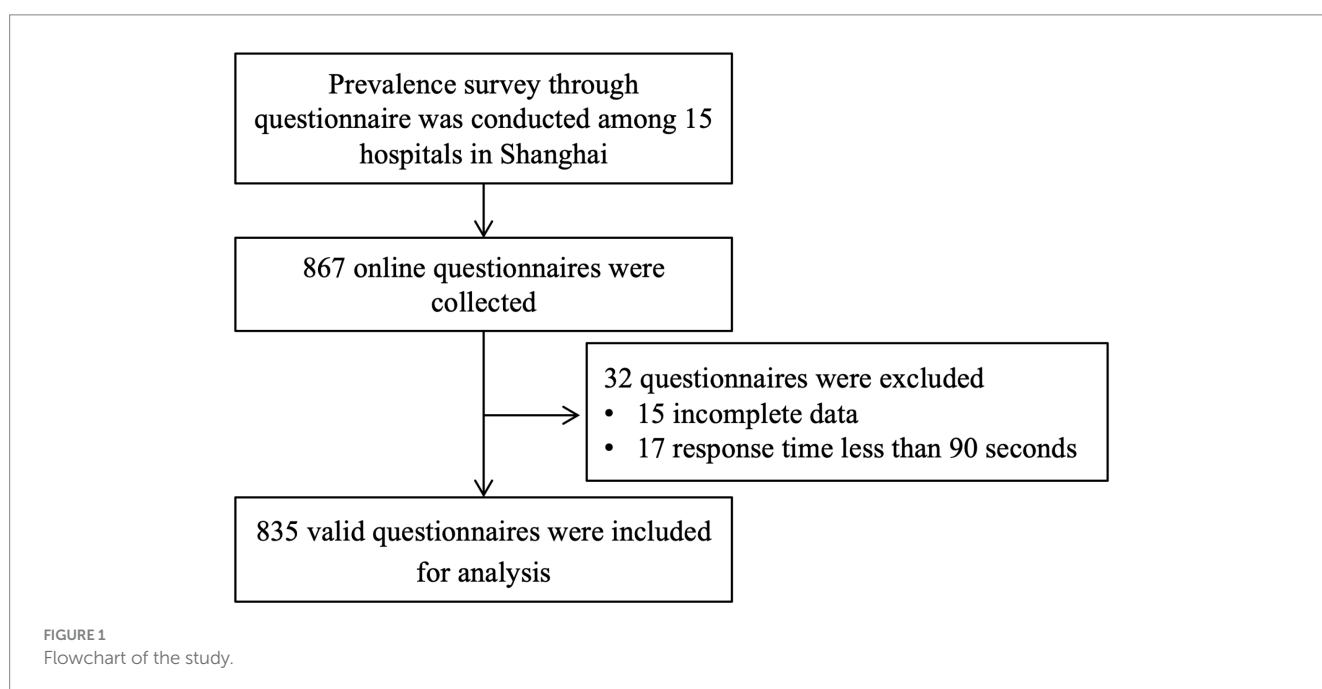 Prevalence survey through
questionnaire was conducted among 15
hospitals in Shanghai
867 online questionnaires were
collected
32 questionnaires were excluded
• 15 incomplete data
• 17 response time less than 90 seconds
835 valid questionnaires were included
for analysis
FIGURE 1
Flowchart of the study.